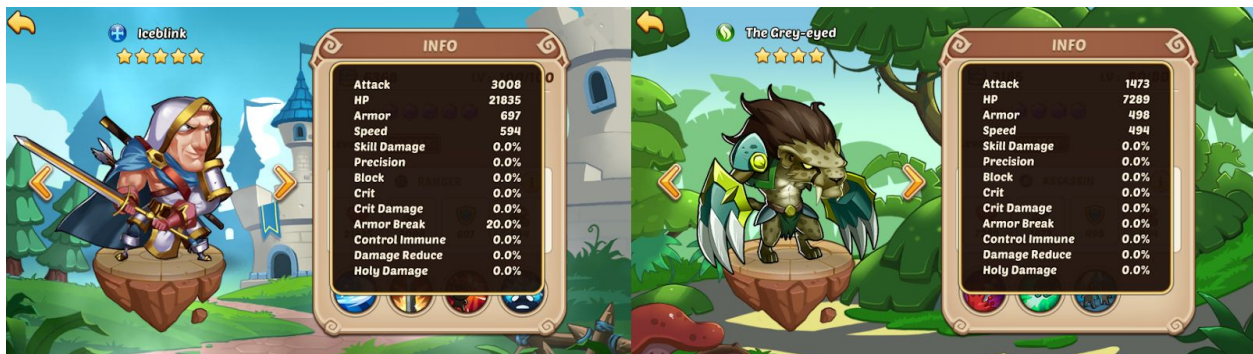 Iceblink
INFO
Attack 3008
HP 21835
Armor 697
Speed 594
Skill Damage 0.0%
Precision 0.0%
Block 0.0%
Crit 0.0%
Crit Damage 0.0%
Armor Break 20.0%
Control Immune 0.0%
Damage Reduce 0.0%
Holy Damage 0.0%
RANGER
The Grey-eyed
INFO
Attack 1473
HP 7289
Armor 498
Speed 494
Skill Damage 0.0%
Precision 0.0%
Block 0.0%
Crit 0.0%
Crit Damage 0.0%
Armor Break 0.0%
Control Immune 0.0%
Damage Reduce 0.0%
Holy Damage 0.0%
ASSASSIN